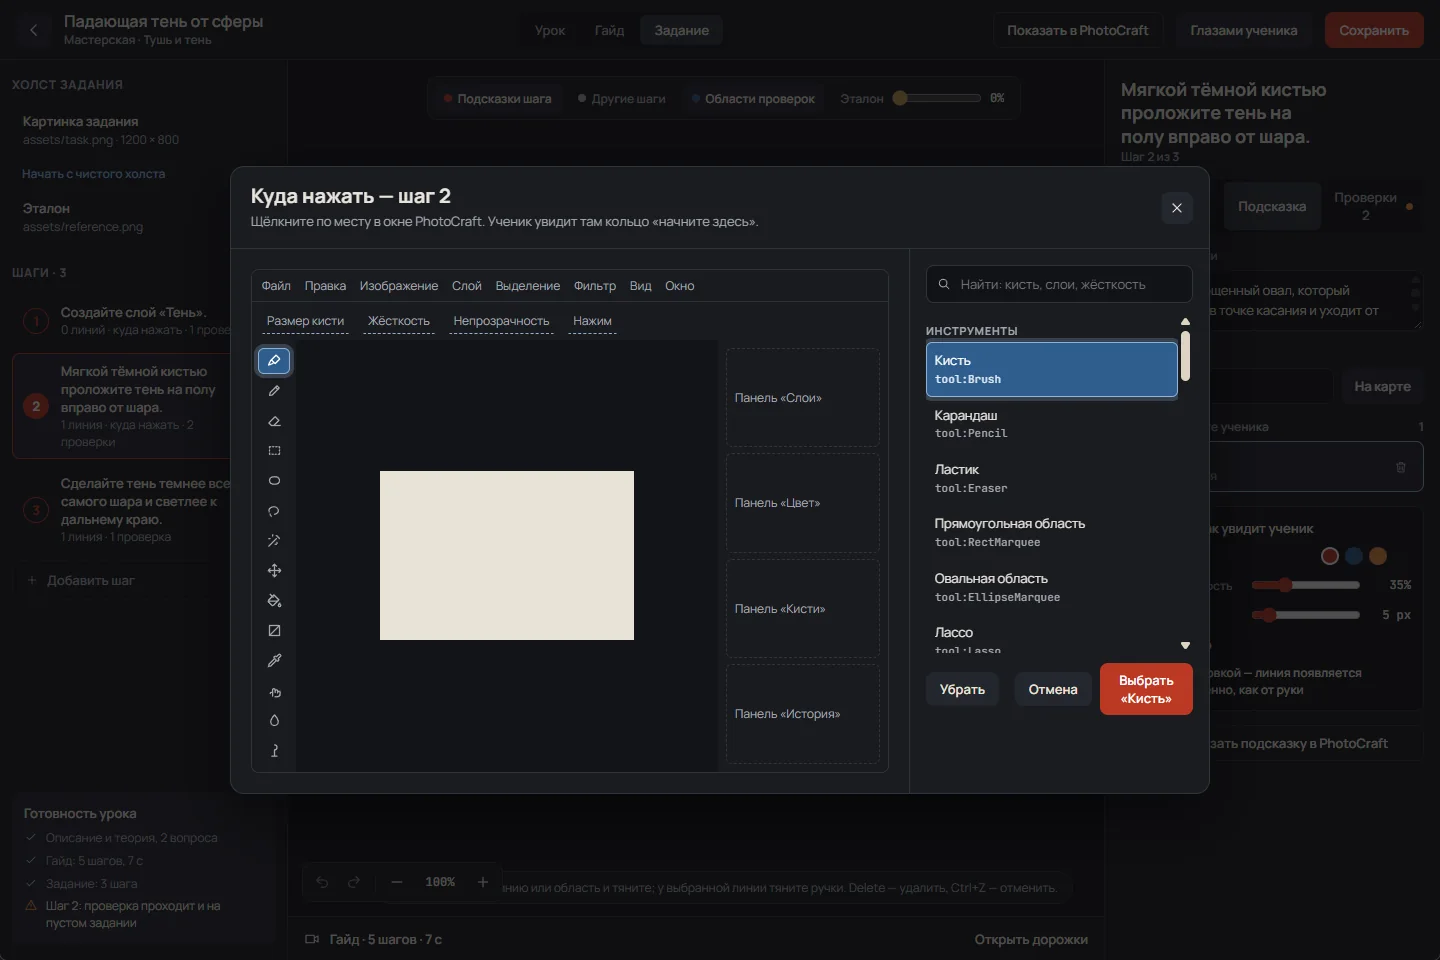 Падающая тень от сферы
Мастерская · Тушь и тень
Урок
Гайд
Задание
Показать в PhotoCraft
Глазами ученика
Сохранить
ХОЛСТ ЗАДАНИЯ
Картинка задания
assets/task.png · 1200 × 800
Начать с чистого холста
Эталон
assets/reference.png
ШАГИ · 3
1
Создайте слой «Тень».
0 линий · куда нажать · 1 прове
2
Мягкой тёмной кистью
проложите тень на полу
вправо от шара.
1 линия · куда нажать · 2
проверки
3
Сделайте тень темнее все
самого шара и светлее к
дальнему краю.
1 линия · 1 проверка
+ Добавить шаг
Готовность урока
Описание и теория, 2 вопроса
Гайд: 5 шагов, 7 с
Задание: 3 шага
Шаг 2: проверка проходит и на
пустом задании
Подсказки шага
Другие шаги
Области проверок
Эталон
0%
Куда нажать — шаг 2
Щёлкните по месту в окне PhotoCraft. Ученик увидит там кольцо «начните здесь».
Файл
Правка
Изображение
Слой
Выделение
Фильтр
Вид
Окно
Размер кисти
Жёсткость
Непрозрачность
Нажим
Панель «Слои»
Панель «Цвет»
Панель «Кисти»
Панель «История»
Найти: кисть, слои, жёсткость
ИНСТРУМЕНТЫ
Кисть
tool:Brush
Карандаш
tool:Pencil
Ластик
tool:Eraser
Прямоугольная область
tool:RectMarquee
Овальная область
tool:EllipseMarquee
Лассо
tool:Lasso
Убрать
Отмена
Выбрать
«Кисть»
100%
нию или область и тяните; у выбранной линии тяните ручки. Delete — удалить, Ctrl+Z — отменить.
Гайд · 5 шагов · 7 с
Открыть дорожки
Мягкой тёмной кистью
проложите тень на
полу вправо от шара.
Шаг 2 из 3
Подсказка
Проверки
2
и
щенный овал, который
в точке касания и уходит от
На карте
е ученика
1
я
ак увидит ученик
ость
35%
5 px
овкой — линия появляется
нно, как от руки
зать подсказку в PhotoCraft